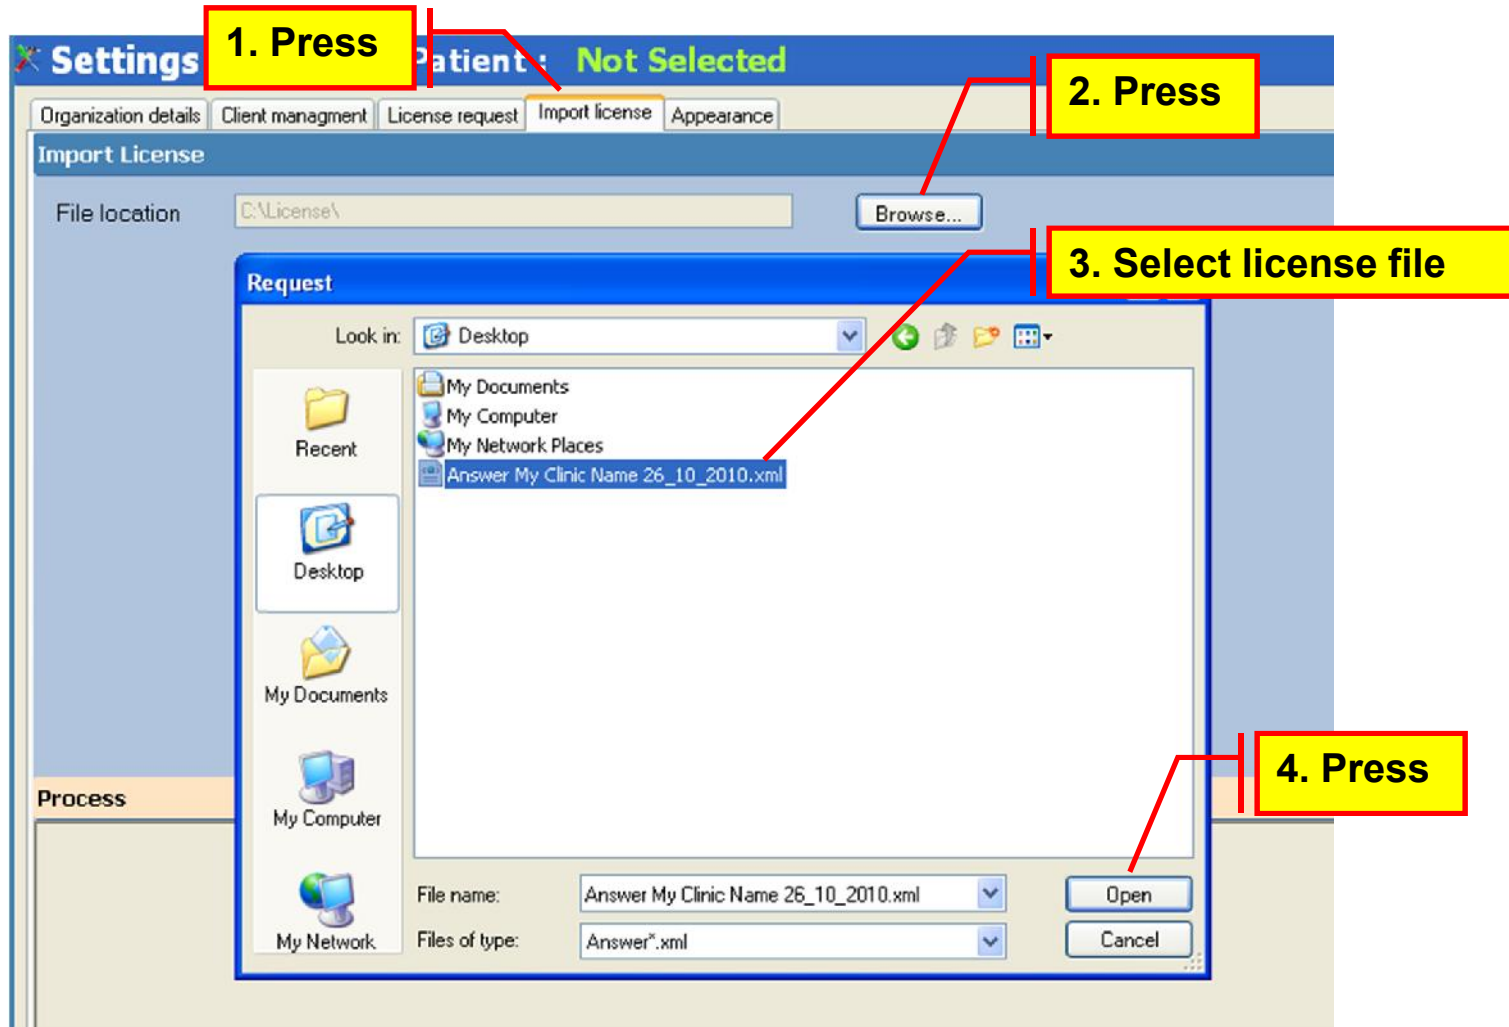 1. Press
Settings Patient : Not Selected
2. Press
Organization details Client managment License request Import license Appearance
Import License
File location C:\License\ Browse...
3. Select license file
Request
Look in: Desktop
My Documents
My Computer
My Network Places
Answer My Clinic Name 26_10_2010.xml
Recent
Desktop
My Documents
My Computer
My Network
4. Press
Process
File name: Answer My Clinic Name 26_10_2010.xml Open
Files of type: Answer*.xml Cancel